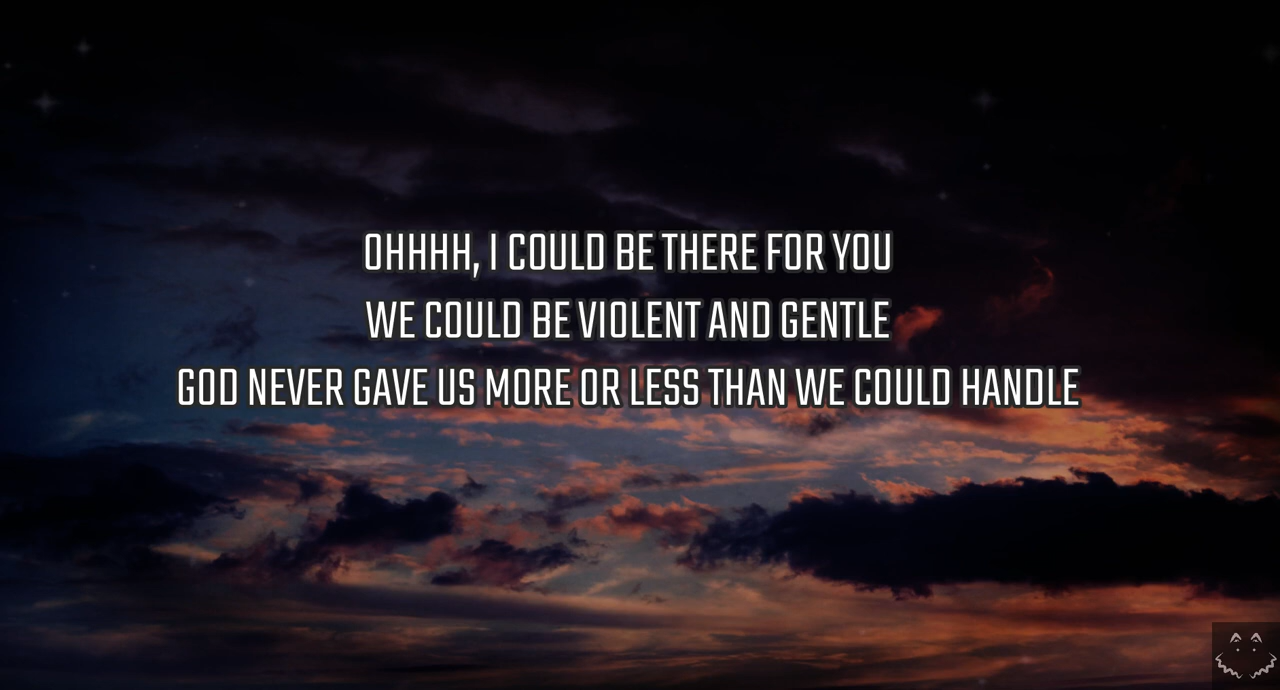 OHHHH, I COULD BE THERE FOR YOU
WE COULD BE VIOLENT AND GENTLE
GOD NEVER GAVE US MORE OR LESS THAN WE COULD HANDLE